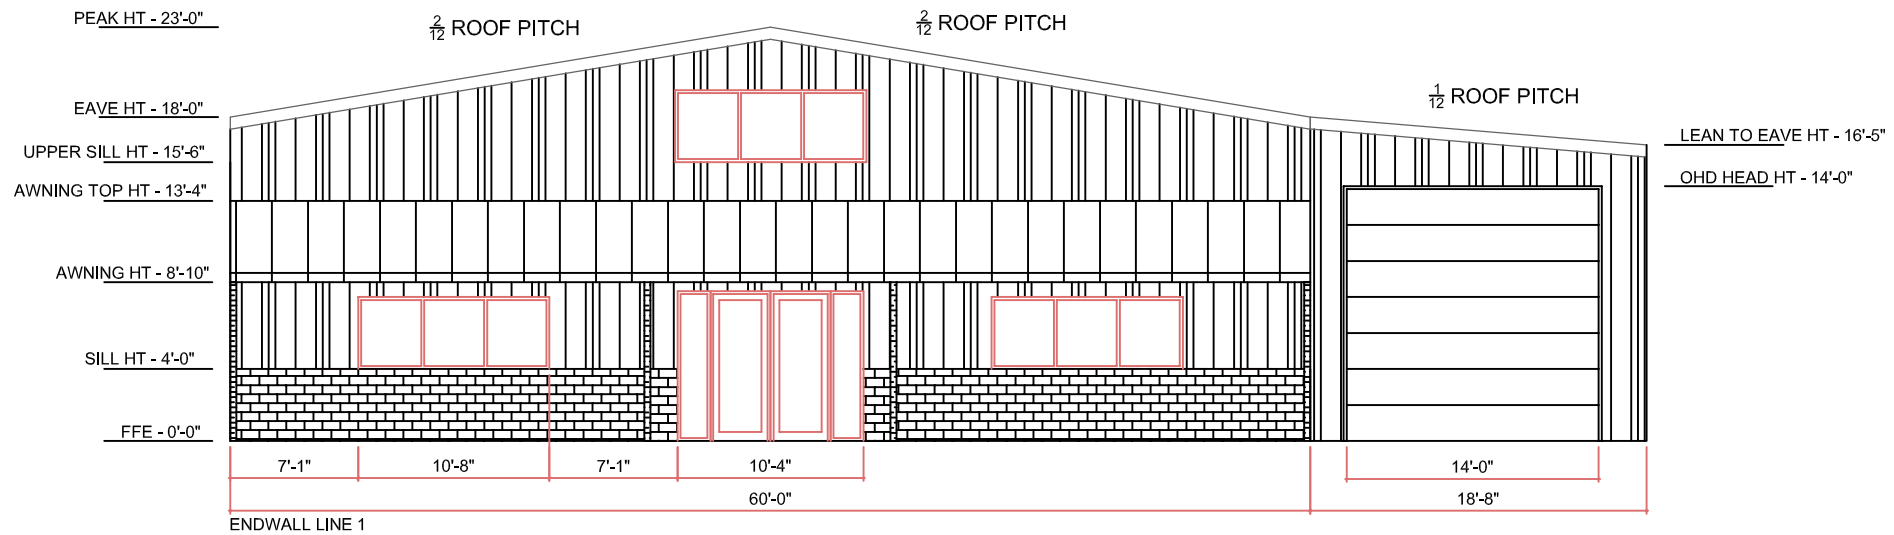 PEAK HT - 23'-0"
2/12 ROOF PITCH
2/12 ROOF PITCH
1/12 ROOF PITCH
EAVE HT - 18'-0"
LEAN TO EAVE HT - 16'-5"
UPPER SILL HT - 15'-6"
OHD HEAD HT - 14'-0"
AWNING TOP HT - 13'-4"
AWNING HT - 8'-10"
SILL HT - 4'-0"
FFE - 0'-0"
7'-1"
10'-8"
7'-1"
10'-4"
14'-0"
60'-0"
18'-8"
ENDWALL LINE 1